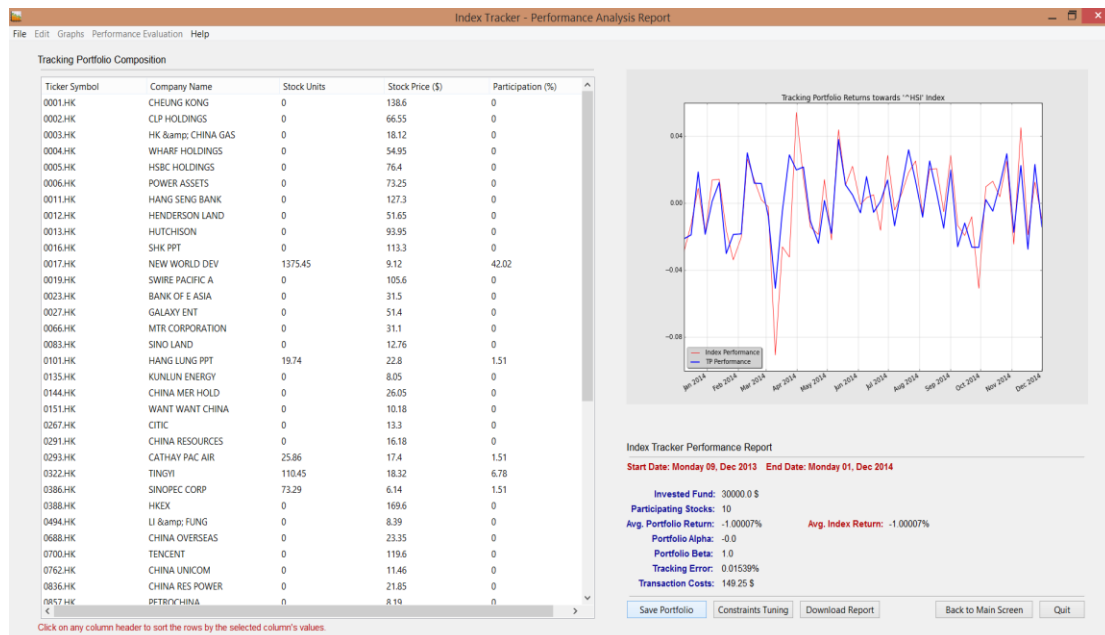 Index Tracker - Performance Analysis Report
File Edit Graphs Performance Evaluation Help
Tracking Portfolio Composition
Ticker Symbol Company Name Stock Units Stock Price ($) Participation (%)
0001.HK CHEUNG KONG 0 138.6 0
0002.HK CLP HOLDINGS 0 66.55 0
0003.HK HK &amp; CHINA GAS 0 18.12 0
0004.HK WHARF HOLDINGS 0 54.95 0
0005.HK HSBC HOLDINGS 0 76.4 0
0006.HK POWER ASSETS 0 73.25 0
0011.HK HANG SENG BANK 0 127.3 0
0012.HK HENDERSON LAND 0 51.65 0
0013.HK HUTCHISON 0 93.95 0
0016.HK SHK PPT 0 113.3 0
0017.HK NEW WORLD DEV 1375.45 9.12 42.02
0019.HK SWIRE PACIFIC A 0 105.6 0
0023.HK BANK OF E ASIA 0 31.5 0
0027.HK GALAXY ENT 0 51.4 0
0066.HK MTR CORPORATION 0 31.1 0
0083.HK SINO LAND 0 12.76 0
0101.HK HANG LUNG PPT 19.74 22.8 1.51
0135.HK KUNLUN ENERGY 0 8.05 0
0144.HK CHINA MER HOLD 0 26.05 0
0151.HK WANT WANT CHINA 0 10.18 0
0267.HK CITIC 0 13.3 0
0291.HK CHINA RESOURCES 0 16.18 0
0293.HK CATHAY PAC AIR 25.86 17.4 1.51
0322.HK TINGYI 110.45 18.32 6.78
0386.HK SINOPEC CORP 73.29 6.14 1.51
0388.HK HKEX 0 169.6 0
0494.HK LI &amp; FUNG 0 8.39 0
0688.HK CHINA OVERSEAS 0 23.35 0
0700.HK TENCENT 0 119.6 0
0762.HK CHINA UNICOM 0 11.46 0
0836.HK CHINA RES POWER 0 21.85 0
0857.HK PETROCHINA 0 8.19 0
Click on any column header to sort the rows by the selected column's values.
Tracking Portfolio Returns towards '^HSI' Index
0.04
0.00
−0.04
−0.08
Index Performance
TP Performance
Jan 2014 Feb 2014 Mar 2014 Apr 2014 May 2014 Jun 2014 Jul 2014 Aug 2014 Sep 2014 Oct 2014 Nov 2014 Dec 2014
Index Tracker Performance Report
Start Date: Monday 09, Dec 2013 End Date: Monday 01, Dec 2014
Invested Fund: 30000.0 $
Participating Stocks: 10
Avg. Portfolio Return: -1.00007% Avg. Index Return: -1.00007%
Portfolio Alpha: -0.0
Portfolio Beta: 1.0
Tracking Error: 0.01539%
Transaction Costs: 149.25 $
Save Portfolio Constraints Tuning Download Report Back to Main Screen Quit